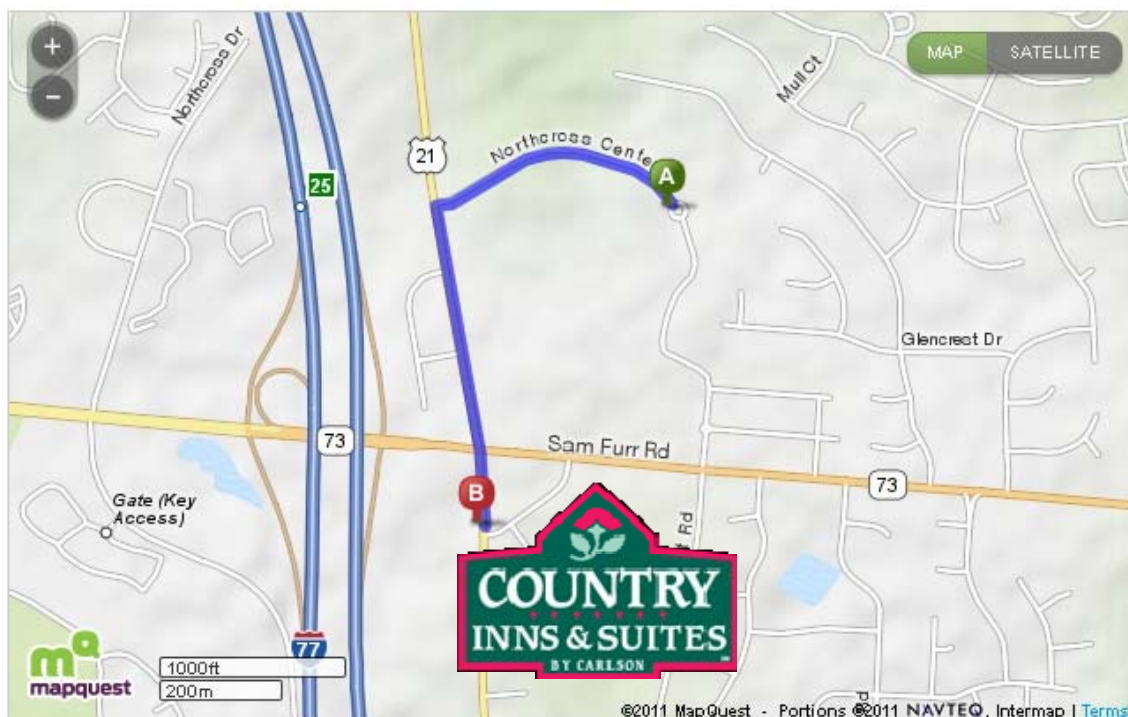 +
−
MAP
SATELLITE
Northcross Dr
Mull Ct
21
Northcross Cente
A
25
Glencrest Dr
73
Sam Furr Rd
73
B
Gate (Key
Access)
COUNTRY
INNS & SUITES
BY CARLSON
77
mq
mapquest
1000ft
200m
©2011 MapQuest - Portions ©2011 NAVTEQ, Intermap | Terms